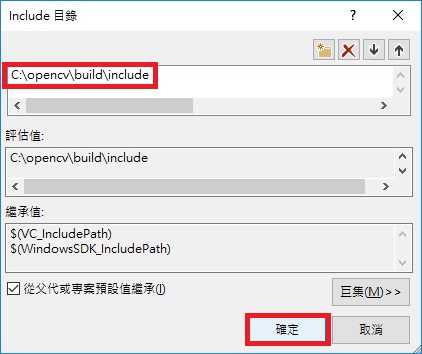 Include 目錄
C:\opencv\build\include
評估值:
C:\opencv\build\include
繼承值:
$(VC_IncludePath)
$(WindowsSDK_IncludePath)
從父代或專案預設值繼承(I)
巨集(M)>>
確定
取消